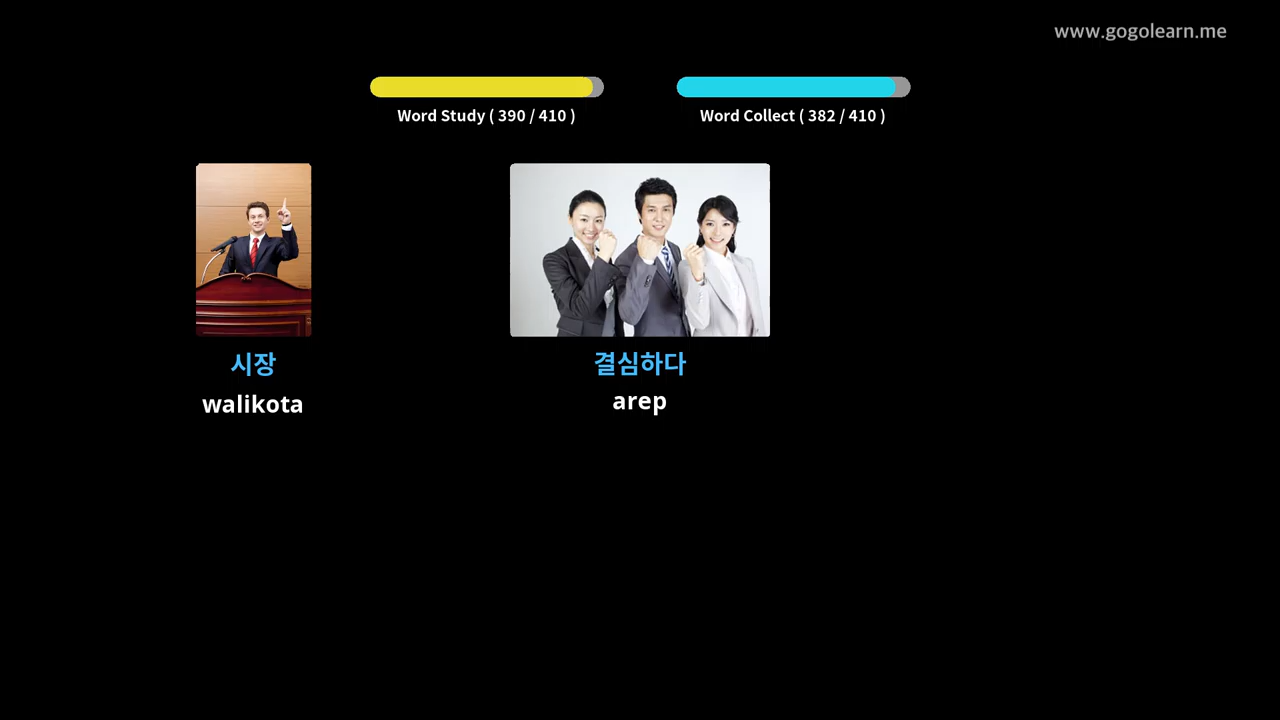 www.gogolearn.me
Word Study ( 390 / 410 )
Word Collect ( 382 / 410 )
시장
walikota
결심하다
arep